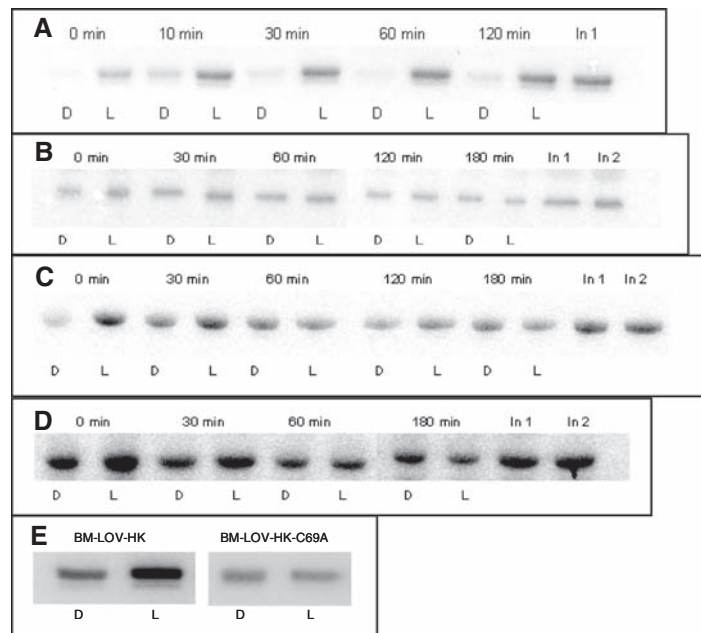 A
0 min 10 min 30 min 60 min 120 min In 1
D L D L D L D L D L
B
0 min 30 min 60 min 120 min 180 min In 1 In 2
D L D L D L D L D L
C
0 min 30 min 60 min 120 min 180 min In 1 In 2
D L D L D L D L D L
D
0 min 30 min 60 min 180 min In 1 In 2
D L D L D L D L
E
BM-LOV-HK BM-LOV-HK-C69A
D L D L